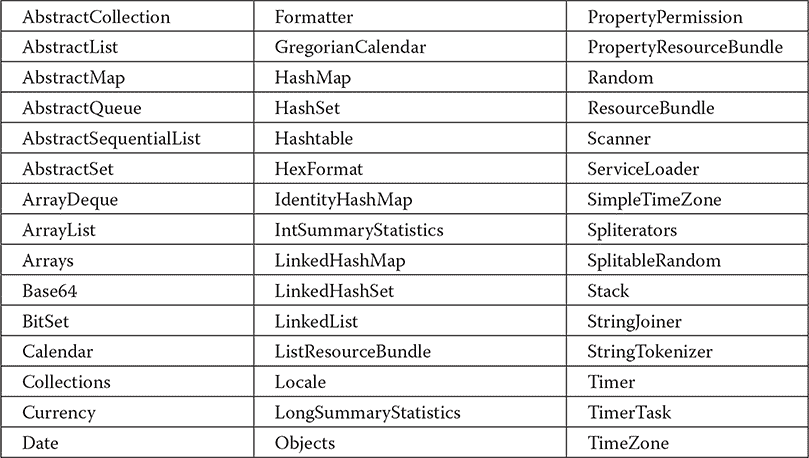 AbstractCollection Formatter PropertyPermission
AbstractList GregorianCalendar PropertyResourceBundle
AbstractMap HashMap Random
AbstractQueue HashSet ResourceBundle
AbstractSequentialList Hashtable Scanner
AbstractSet HexFormat ServiceLoader
ArrayDeque IdentityHashMap SimpleTimeZone
ArrayList IntSummaryStatistics Spliterators
Arrays LinkedHashMap SplitableRandom
Base64 LinkedHashSet Stack
BitSet LinkedList StringJoiner
Calendar ListResourceBundle StringTokenizer
Collections Locale Timer
Currency LongSummaryStatistics TimerTask
Date Objects TimeZone